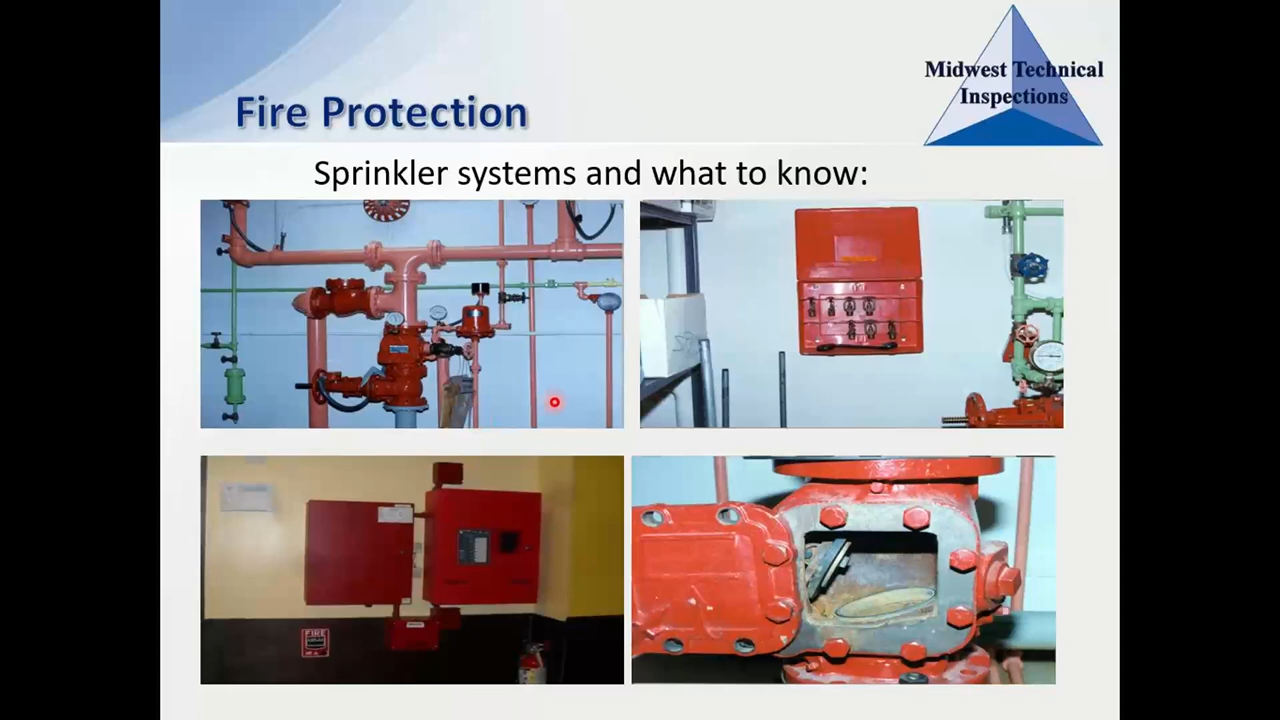 Midwest Technical
Inspections
Fire Protection
Sprinkler systems and what to know:
FIRE